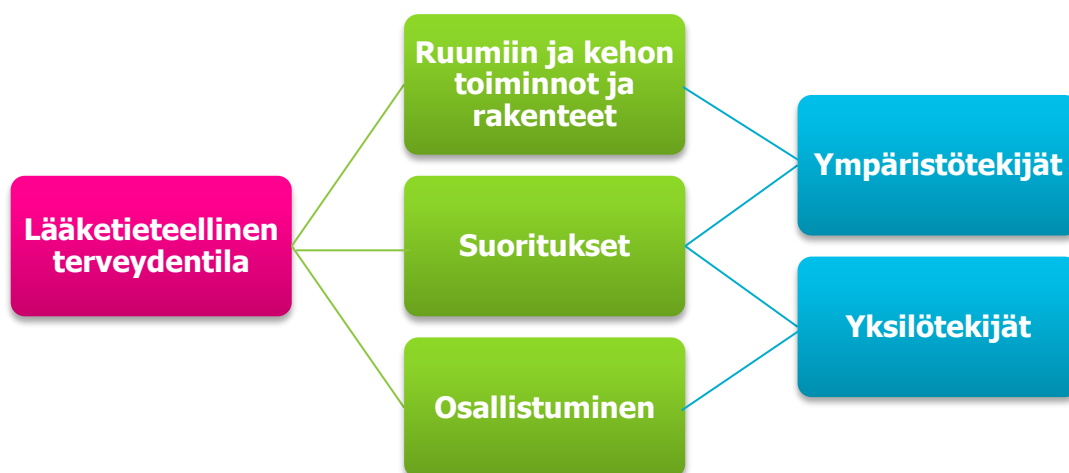 Lääketieteellinen
terveydentila
Ruumiin ja kehon
toiminnot ja
rakenteet
Suoritukset
Osallistuminen
Ympäristötekijät
Yksilötekijät